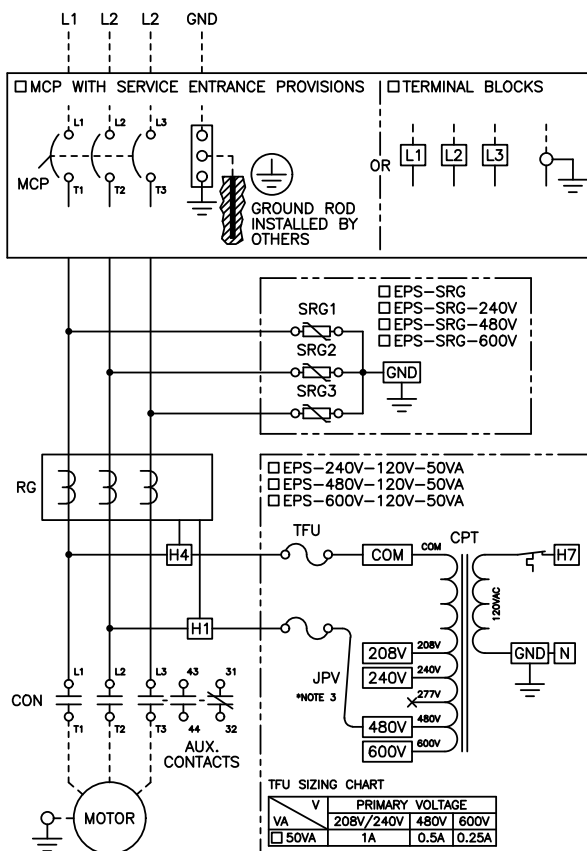 L1 L2 L2 GND
☐ MCP WITH SERVICE ENTRANCE PROVISIONS
☐ TERMINAL BLOCKS
L1 L2 L3
MCP
T1 T2 T3
OR
L1 L2 L3
GROUND ROD
INSTALLED BY
OTHERS
SRG1
SRG2
SRG3
☐ EPS-SRG
☐ EPS-SRG-240V
☐ EPS-SRG-480V
☐ EPS-SRG-600V
GND
RG
☐ EPS-240V-120V-50VA
☐ EPS-480V-120V-50VA
☐ EPS-600V-120V-50VA
TFU
CPT
H4
COM COM
120VAC
H7
H1
208V 208V
240V 240V
277V
480V 480V
600V 600V
GND N
JPV
*NOTE 3
L1 L2 L3 43 31
CON
T1 T2 T3 44 32
AUX.
CONTACTS
MOTOR
TFU SIZING CHART
V PRIMARY VOLTAGE
VA 208V/240V 480V 600V
☐ 50VA 1A 0.5A 0.25A